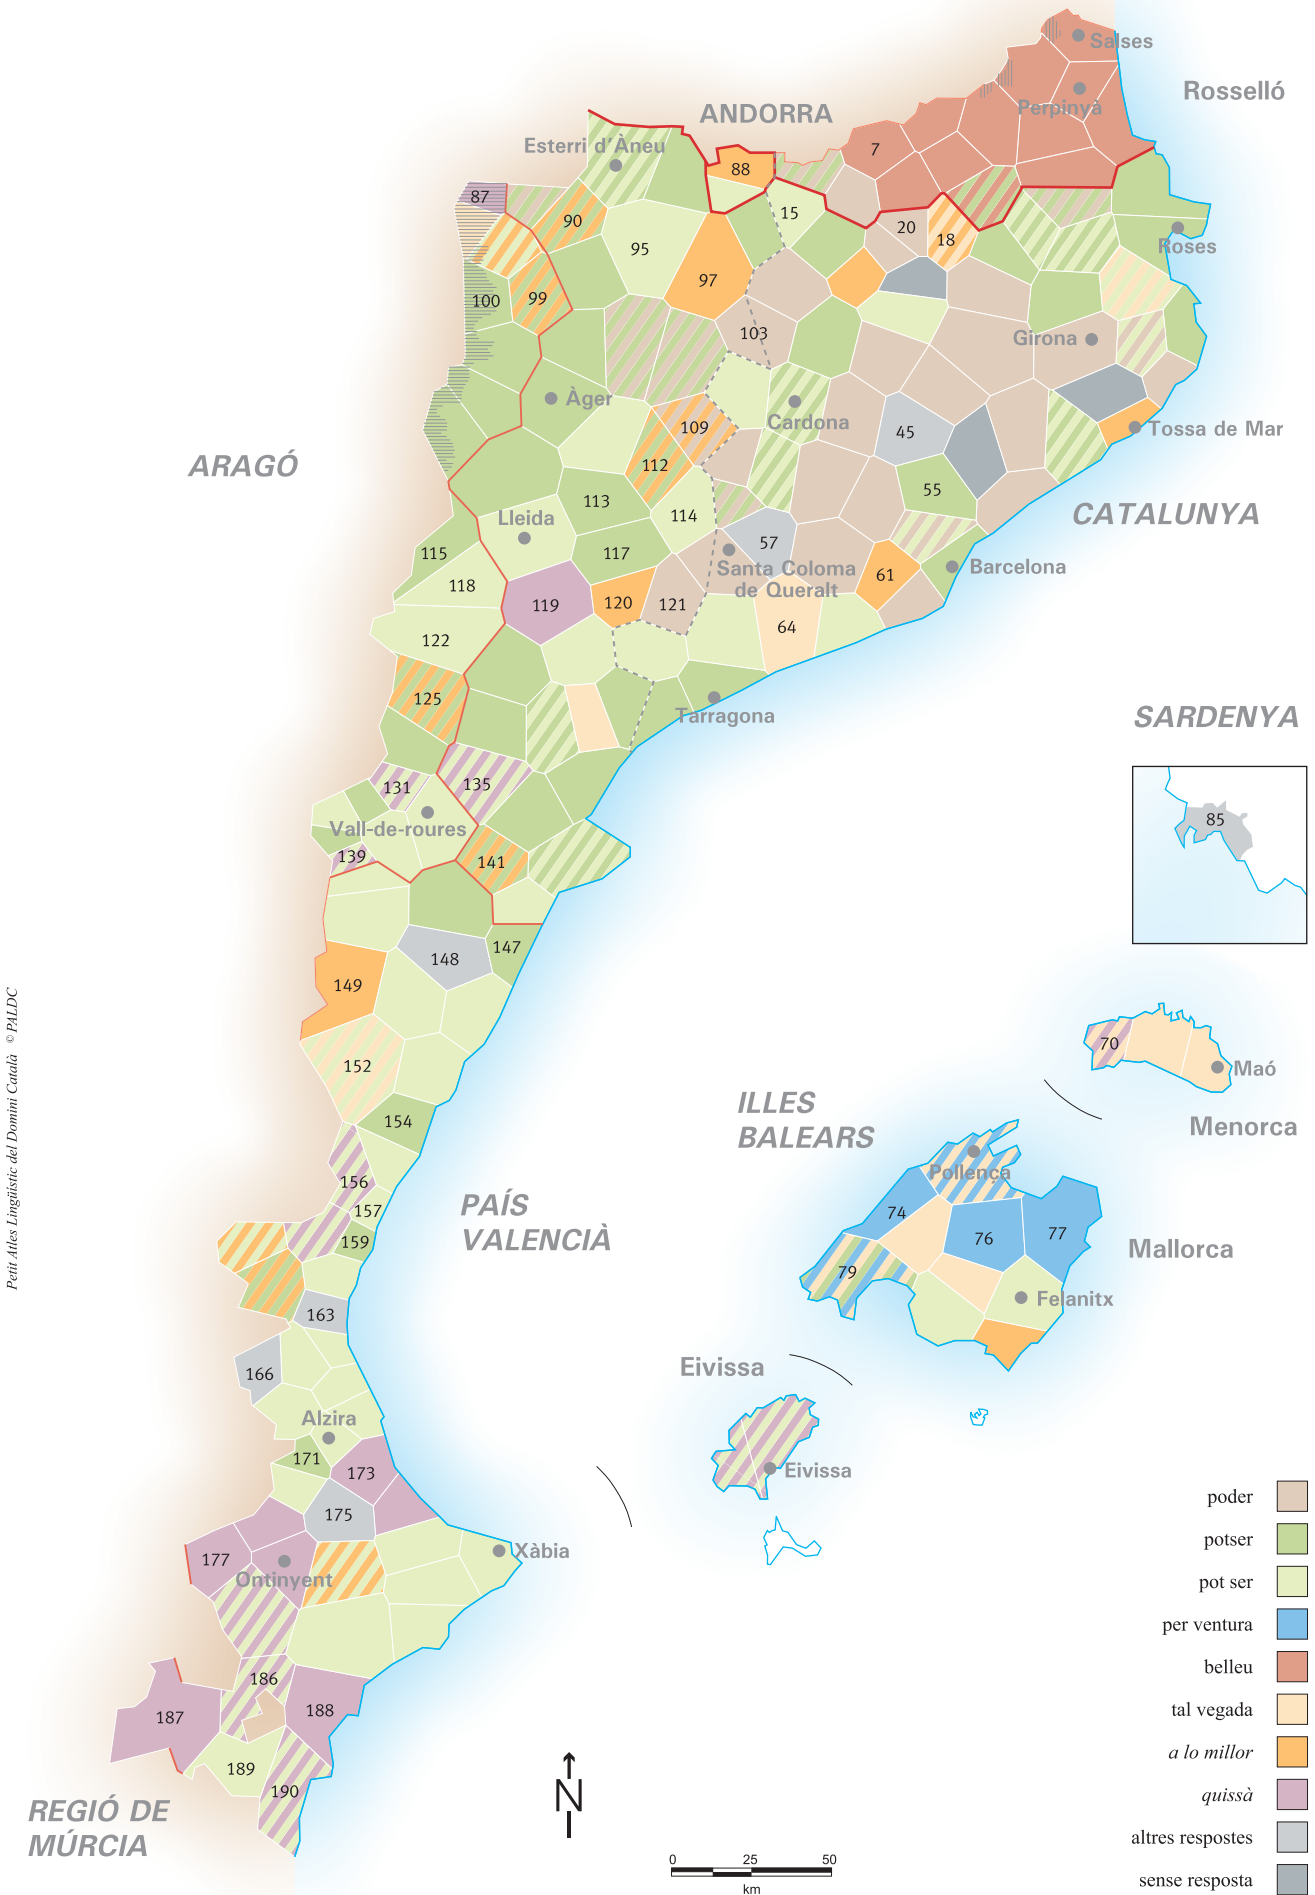 Salses
Rosselló
Perpinyà
ANDORRA
Esterri d'Àneu
7
88
87
90
15
20
18
Roses
95
97
100
99
103
Girona
Àger
Cardona
109
45
Tossa de Mar
ARAGÓ
112
113
55
114
CATALUNYA
Lleida
57
115
117
Santa Coloma
de Queralt
Barcelona
61
118
119
120
121
64
122
125
Tarragona
SARDENYA
85
131
135
Vall-de-roures
139
141
147
148
149
152
154
156
157
159
163
166
70
Maó
Menorca
ILLES
BALEARS
Pollença
74
76
77
79
Mallorca
Felanitx
PAÍS
VALENCIÀ
Eivissa
Eivissa
Alzira
171
173
175
177
Ontinyent
Xàbia
186
187
188
189
190
REGIÓ DE
MÚRCIA
Petit Atles Lingüístic del Domini Català © PALDC
N
0 25 50
km
poder
potser
pot ser
per ventura
belleu
tal vegada
a lo millor
quissà
altres respostes
sense resposta